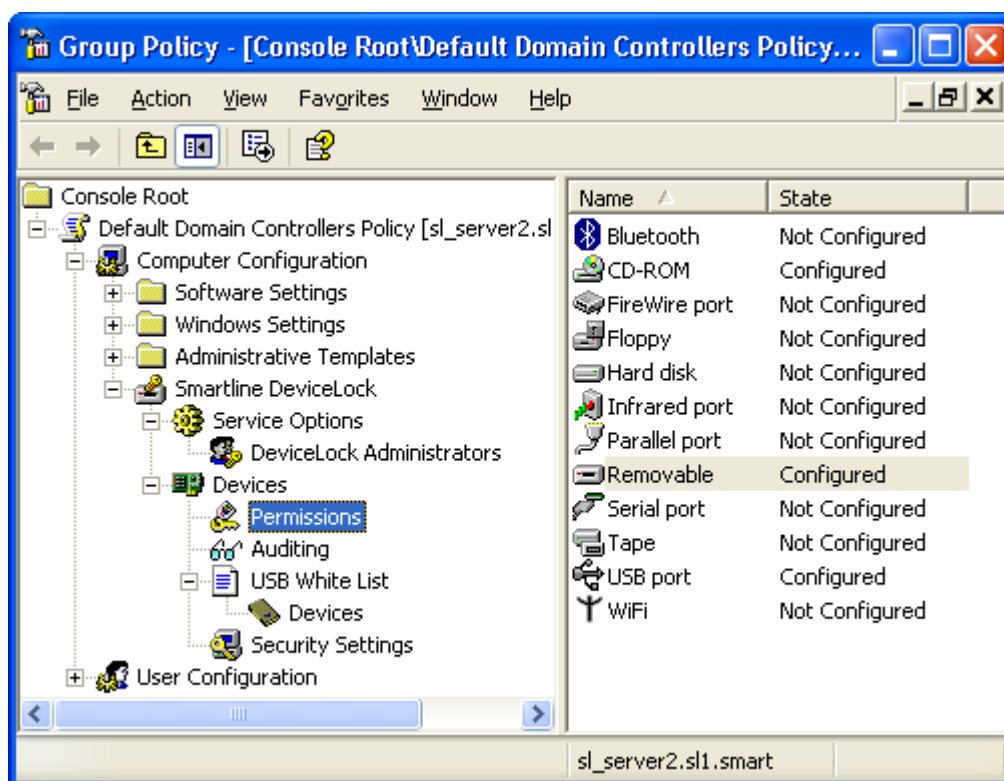 Group Policy - [Console Root\Default Domain Controllers Policy...
File Action View Favorites Window Help
Console Root
Default Domain Controllers Policy [sl_server2.sl
Computer Configuration
Software Settings
Windows Settings
Administrative Templates
Smartline DeviceLock
Service Options
DeviceLock Administrators
Devices
Permissions
Auditing
USB White List
Devices
Security Settings
User Configuration
Name State
Bluetooth Not Configured
CD-ROM Configured
FireWire port Not Configured
Floppy Not Configured
Hard disk Not Configured
Infrared port Not Configured
Parallel port Not Configured
Removable Configured
Serial port Not Configured
Tape Not Configured
USB port Configured
WiFi Not Configured
sl_server2.sl1.smart